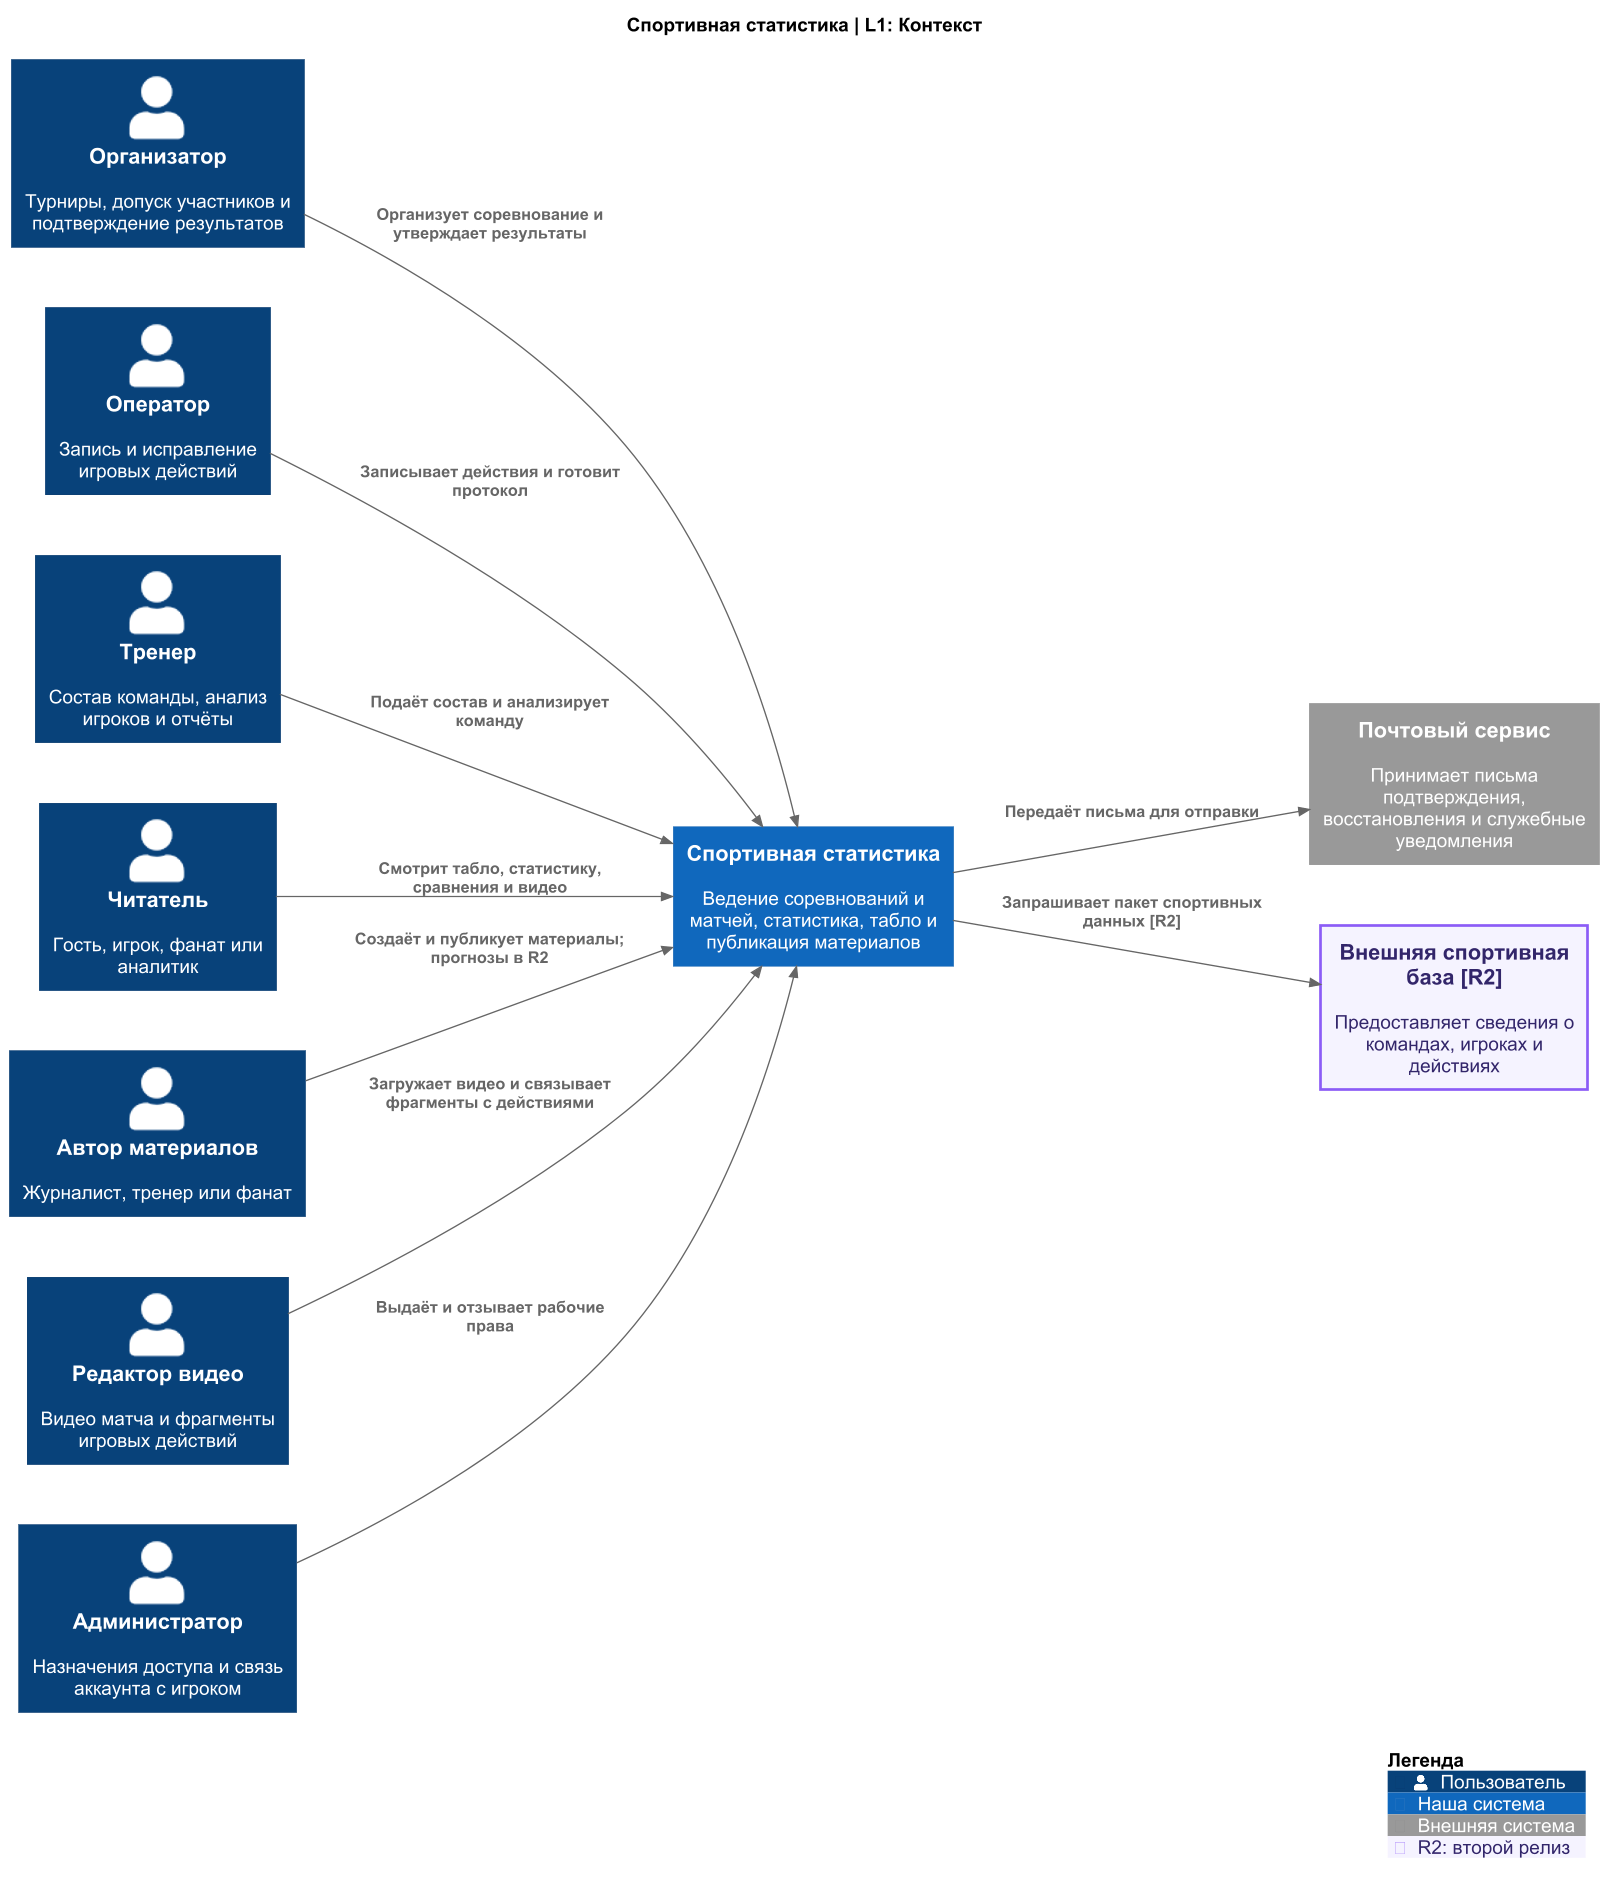 Спортивная статистика | L1: Контекст
Организатор
Турниры, допуск участников и
подтверждение результатов
Организует соревнование и
утверждает результаты
Оператор
Запись и исправление
игровых действий
Записывает действия и готовит
протокол
Тренер
Состав команды, анализ
игроков и отчёты
Подаёт состав и анализирует
команду
Читатель
Гость, игрок, фанат или
аналитик
Смотрит табло, статистику,
сравнения и видео
Автор материалов
Журналист, тренер или фанат
Создаёт и публикует материалы;
прогнозы в R2
Редактор видео
Видео матча и фрагменты
игровых действий
Загружает видео и связывает
фрагменты с действиями
Администратор
Назначения доступа и связь
аккаунта с игроком
Выдаёт и отзывает рабочие
права
Спортивная статистика
Ведение соревнований и
матчей, статистика, табло и
публикация материалов
Передаёт письма для отправки
Почтовый сервис
Принимает письма
подтверждения,
восстановления и служебные
уведомления
Запрашивает пакет спортивных
данных [R2]
Внешняя спортивная
база [R2]
Предоставляет сведения о
командах, игроках и
действиях
Легенда
Пользователь
Наша система
Внешняя система
R2: второй релиз